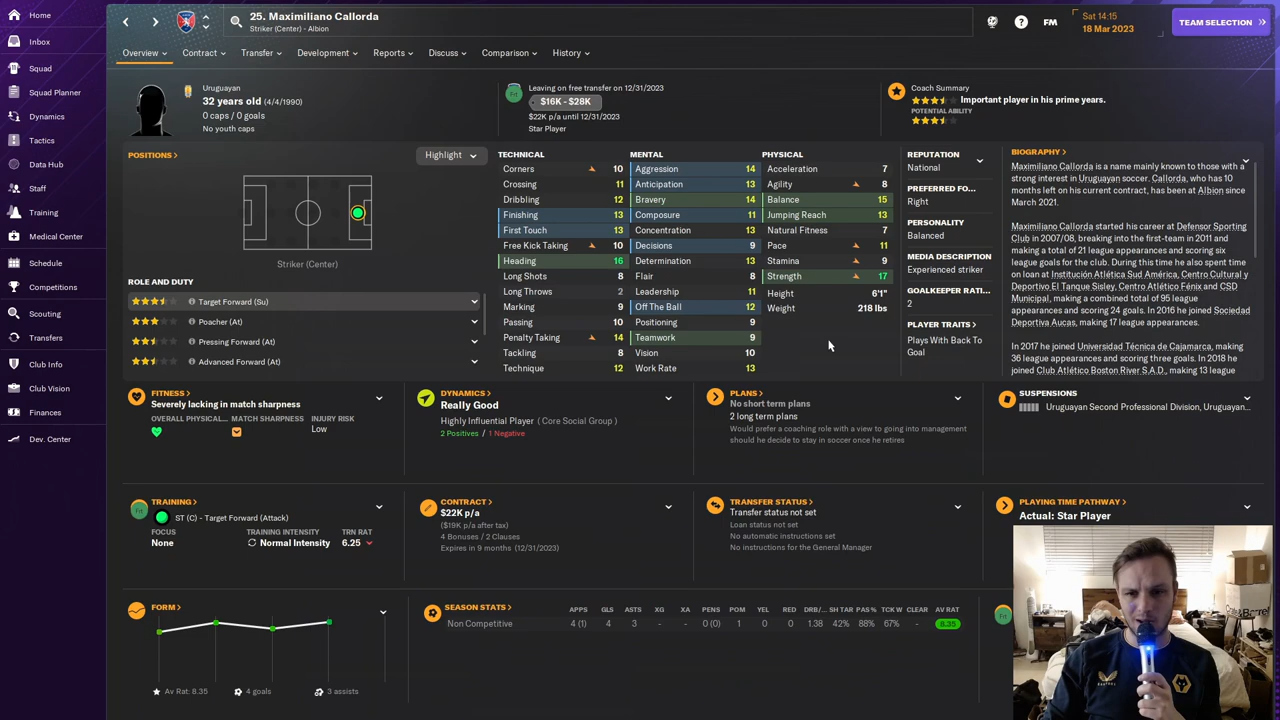 Home
Inbox
Squad
Squad Planner
Dynamics
Tactics
Data Hub
Staff
Training
Medical Center
Schedule
Competitions
Scouting
Transfers
Club Info
Club Vision
Finances
Dev. Center
25. Maximiliano Callorda
Striker (Center) - Albion
FM
Sat 14:15
18 Mar 2023
TEAM SELECTION
Overview
Contract
Transfer
Development
Reports
Discuss
Comparison
History
Uruguayan
32 years old (4/4/1990)
0 caps / 0 goals
No youth caps
Fit
Leaving on free transfer on 12/31/2023
$16K - $28K
$22K p/a until 12/31/2023
Star Player
Coach Summary
Important player in his prime years.
POTENTIAL ABILITY
POSITIONS >
Highlight
Striker (Center)
ROLE AND DUTY
Target Forward (Su)
Poacher (At)
Pressing Forward (At)
Advanced Forward (At)
TECHNICAL
Corners 10
Crossing 11
Dribbling 12
Finishing 13
First Touch 13
Free Kick Taking 10
Heading 16
Long Shots 8
Long Throws 2
Marking 9
Passing 10
Penalty Taking 14
Tackling 8
Technique 12
MENTAL
Aggression 14
Anticipation 13
Bravery 14
Composure 11
Concentration 13
Decisions 9
Determination 13
Flair 8
Leadership 11
Off The Ball 12
Positioning 9
Teamwork 9
Vision 10
Work Rate 13
PHYSICAL
Acceleration 7
Agility 8
Balance 15
Jumping Reach 13
Natural Fitness 7
Pace 11
Stamina 9
Strength 17
Height 6'1"
Weight 218 lbs
REPUTATION
National
PREFERRED FO...
Right
PERSONALITY
Balanced
MEDIA DESCRIPTION
Experienced striker
GOALKEEPER RATI...
2
PLAYER TRAITS >
Plays With Back To
Goal
BIOGRAPHY >
Maximiliano Callorda is a name mainly known to those with a
strong interest in Uruguayan soccer. Callorda, who has 10
months left on his current contract, has been at Albion since
March 2021.
Maximiliano Callorda started his career at Defensor Sporting
Club in 2007/08, breaking into the first-team in 2011 and
making a total of 21 league appearances and scoring six
league goals for the club. During this time he also spent time
on loan at Institución Atlética Sud América, Centro Cultural y
Deportivo El Tanque Sisley, Centro Atlético Fénix and CSD
Municipal, making a combined total of 95 league
appearances and scoring 24 goals. In 2016 he joined Sociedad
Deportiva Aucas, making 17 league appearances.
In 2017 he joined Universidad Técnica de Cajamarca, making
36 league appearances and scoring three goals. In 2018 he
joined Club Atlético Boston River S.A.D., making 13 league
FITNESS >
Severely lacking in match sharpness
OVERALL PHYSICAL... MATCH SHARPNESS INJURY RISK
Low
DYNAMICS >
Really Good
Highly Influential Player ( Core Social Group )
2 Positives / 1 Negative
PLANS >
No short term plans
2 long term plans
Would prefer a coaching role with a view to going into management
should he decide to stay in soccer once he retires
SUSPENSIONS
Uruguayan Second Professional Division, Uruguayan...
TRAINING >
Fit
ST (C) - Target Forward (Attack)
FOCUS TRAINING INTENSITY TRN RAT
None Normal Intensity 6.25
CONTRACT >
$22K p/a
($19K p/a after tax)
4 Bonuses / 2 Clauses
Expires in 9 months (12/31/2023)
TRANSFER STATUS >
Transfer status not set
Loan status not set
No automatic instructions set
No instructions for the General Manager
PLAYING TIME PATHWAY >
Actual: Star Player
FORM >
Av Rat: 8.35 4 goals 3 assists
SEASON STATS >
APPS GLS ASTS XG XA PENS POM YEL RED DRB/... SH TAR PAS % TCK W CLEAR AV RAT
Non Competitive 4 (1) 4 3 - - 0 (0) 1 0 0 1.38 42% 88% 67% - 8.35
Fit